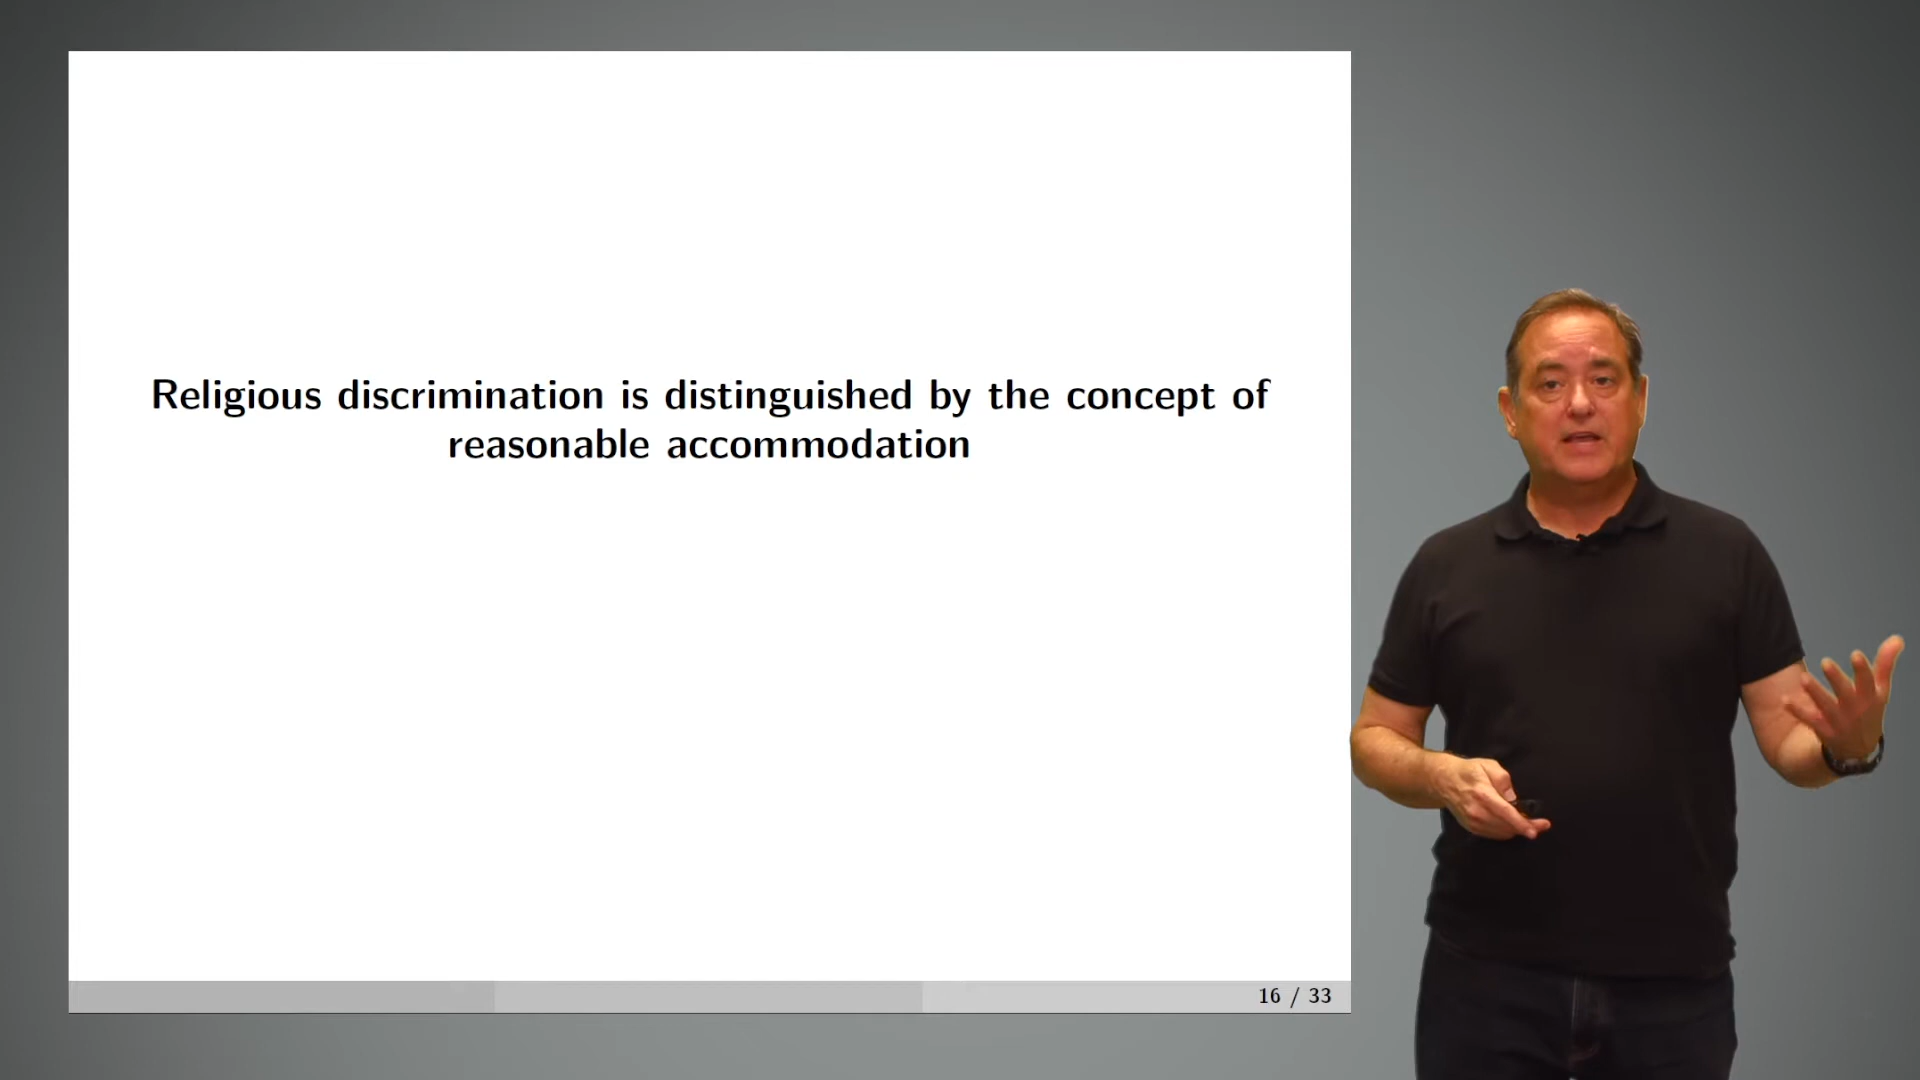 Religious discrimination is distinguished by the concept of
reasonable accommodation
16 / 33